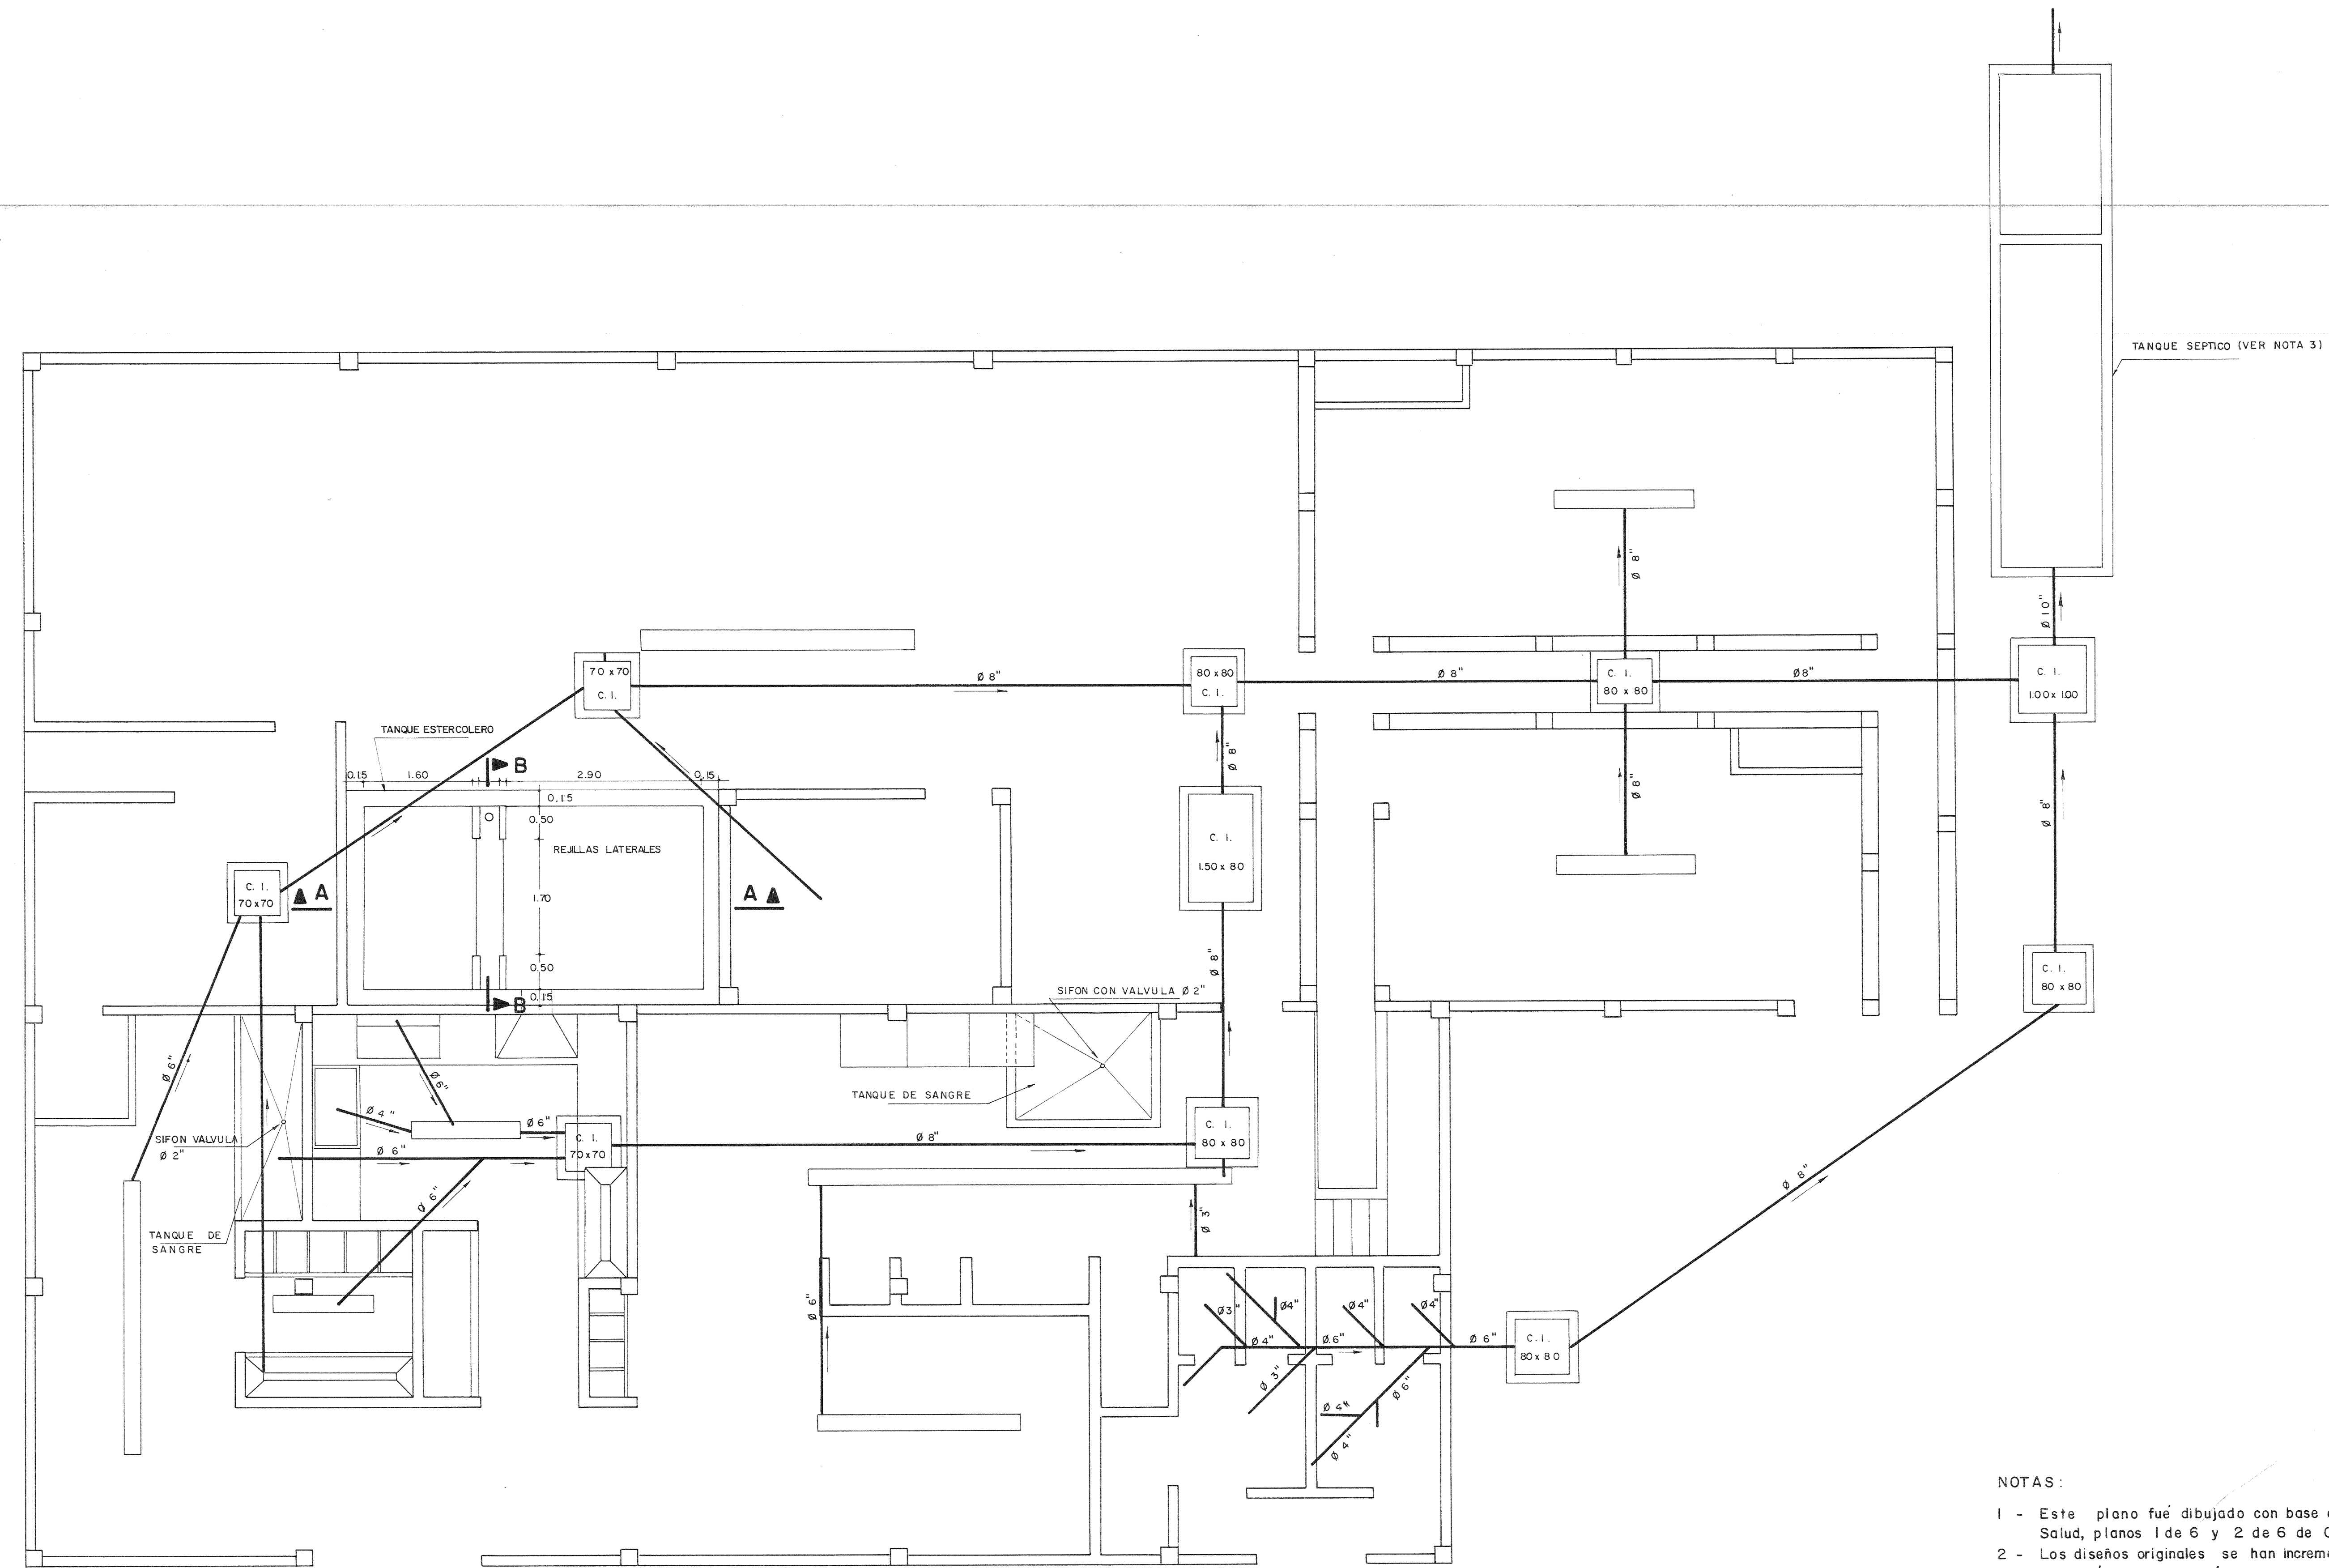 TANQUE SEPTICO (VER NOTA 3)
Ø 8"
Ø 10"
70 x 70
C. I.
Ø 8"
80 x 80
C. I.
Ø 8"
C. I.
80 x 80
Ø8"
C. I.
1.00 x 1.00
TANQUE ESTERCOLERO
B
0.15
1.60
2.90
0.15
0.15
0.50
REJILLAS LATERALES
1.70
0.50
0.15
B
Ø 8"
Ø 8"
Ø 8"
C. I.
1.50 x 80
C. I.
70 x 70
A
A
Ø 8"
C. I.
80 x 80
SIFON CON VALVULA Ø 2"
Ø 6"
Ø 6"
TANQUE DE SANGRE
Ø 4"
Ø 6"
SIFON VALVULA
Ø 2"
Ø 6"
C. I.
70 x 70
Ø 8"
C. I.
80 x 80
Ø 6"
Ø 8"
TANQUE DE
SANGRE
Ø 3"
Ø 6"
Ø3"
Ø4"
Ø4"
Ø4"
Ø 4"
Ø 6"
Ø 6"
C. I.
80 x 80
Ø 3"
Ø 6"
Ø 4"
Ø 4"
NOTAS :
1 - Este plano fué dibujado con base
Salud, planos 1 de 6 y 2 de 6 de
2 - Los diseños originales se han